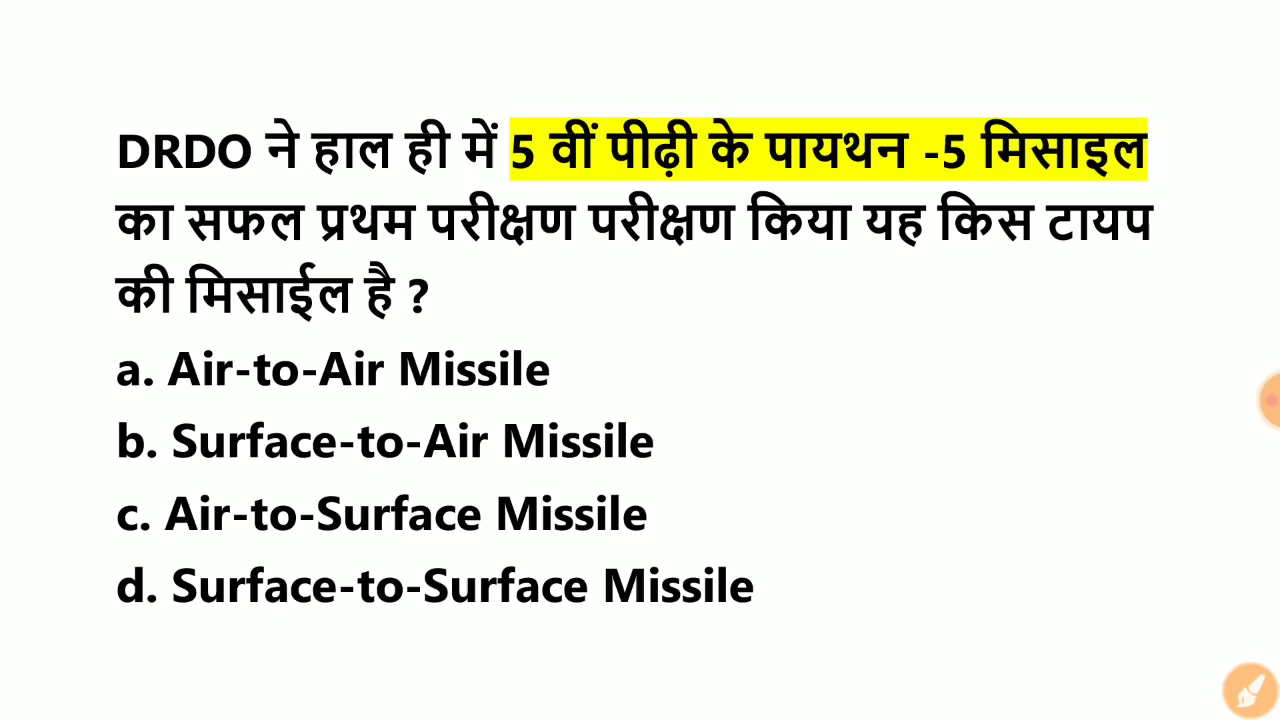 DRDO ने हाल ही में 5 वीं पीढ़ी के पायथन -5 मिसाइल
का सफल प्रथम परीक्षण परीक्षण किया यह किस टायप
की मिसाईल है ?
a. Air-to-Air Missile
b. Surface-to-Air Missile
c. Air-to-Surface Missile
d. Surface-to-Surface Missile